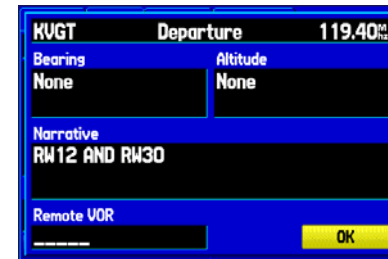 KVGT Departure 119.40MHz
Bearing Altitude
None None
Narrative
RW12 AND RW30
Remote VOR
_____ OK